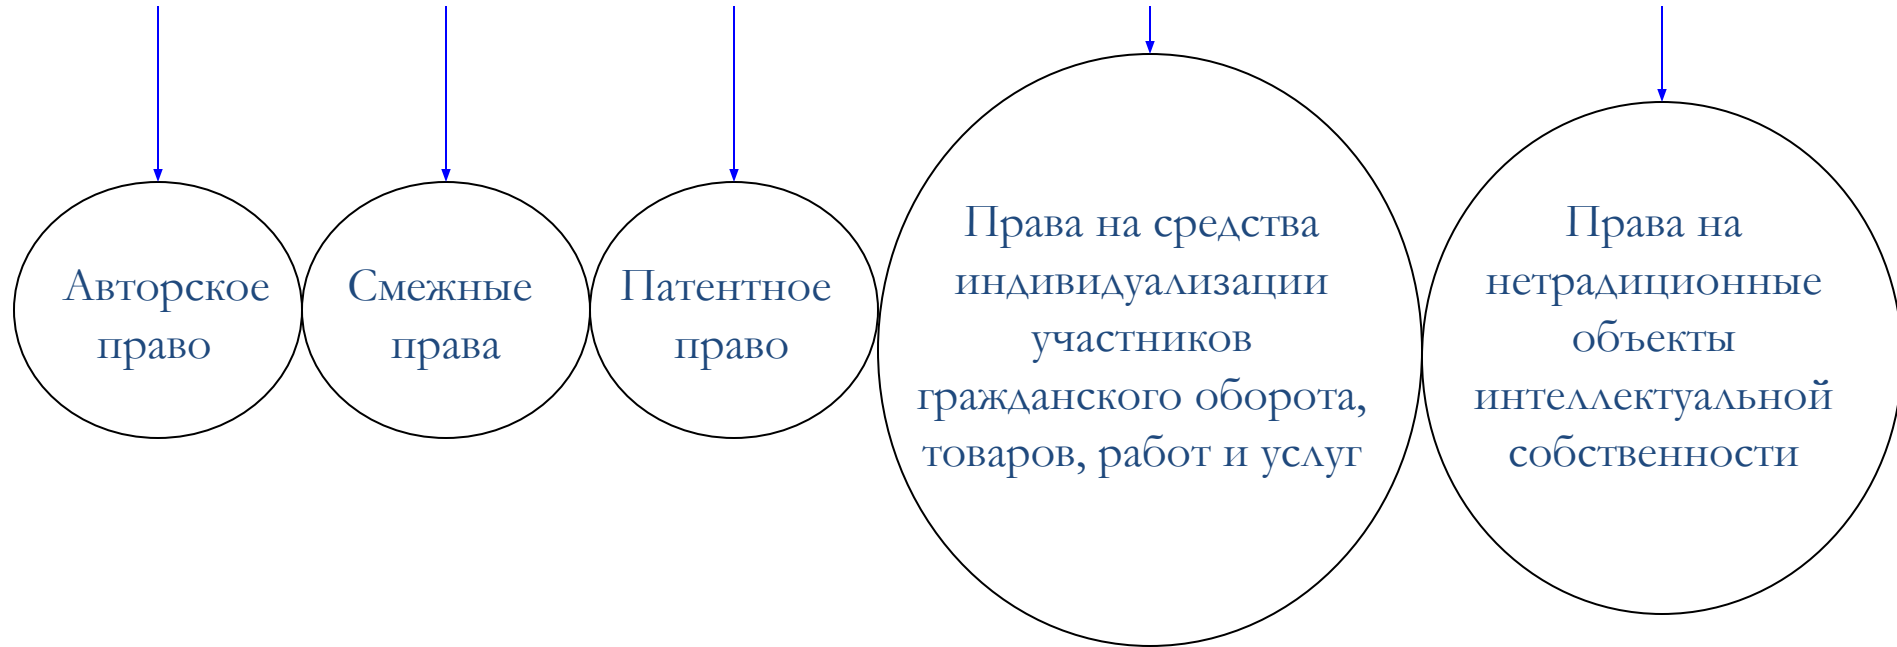 Авторское
право
Смежные
права
Патентное
право
Права на средства
индивидуализации
участников
гражданского оборота,
товаров, работ и услуг
Права на
нетрадиционные
объекты
интеллектуальной
собственности